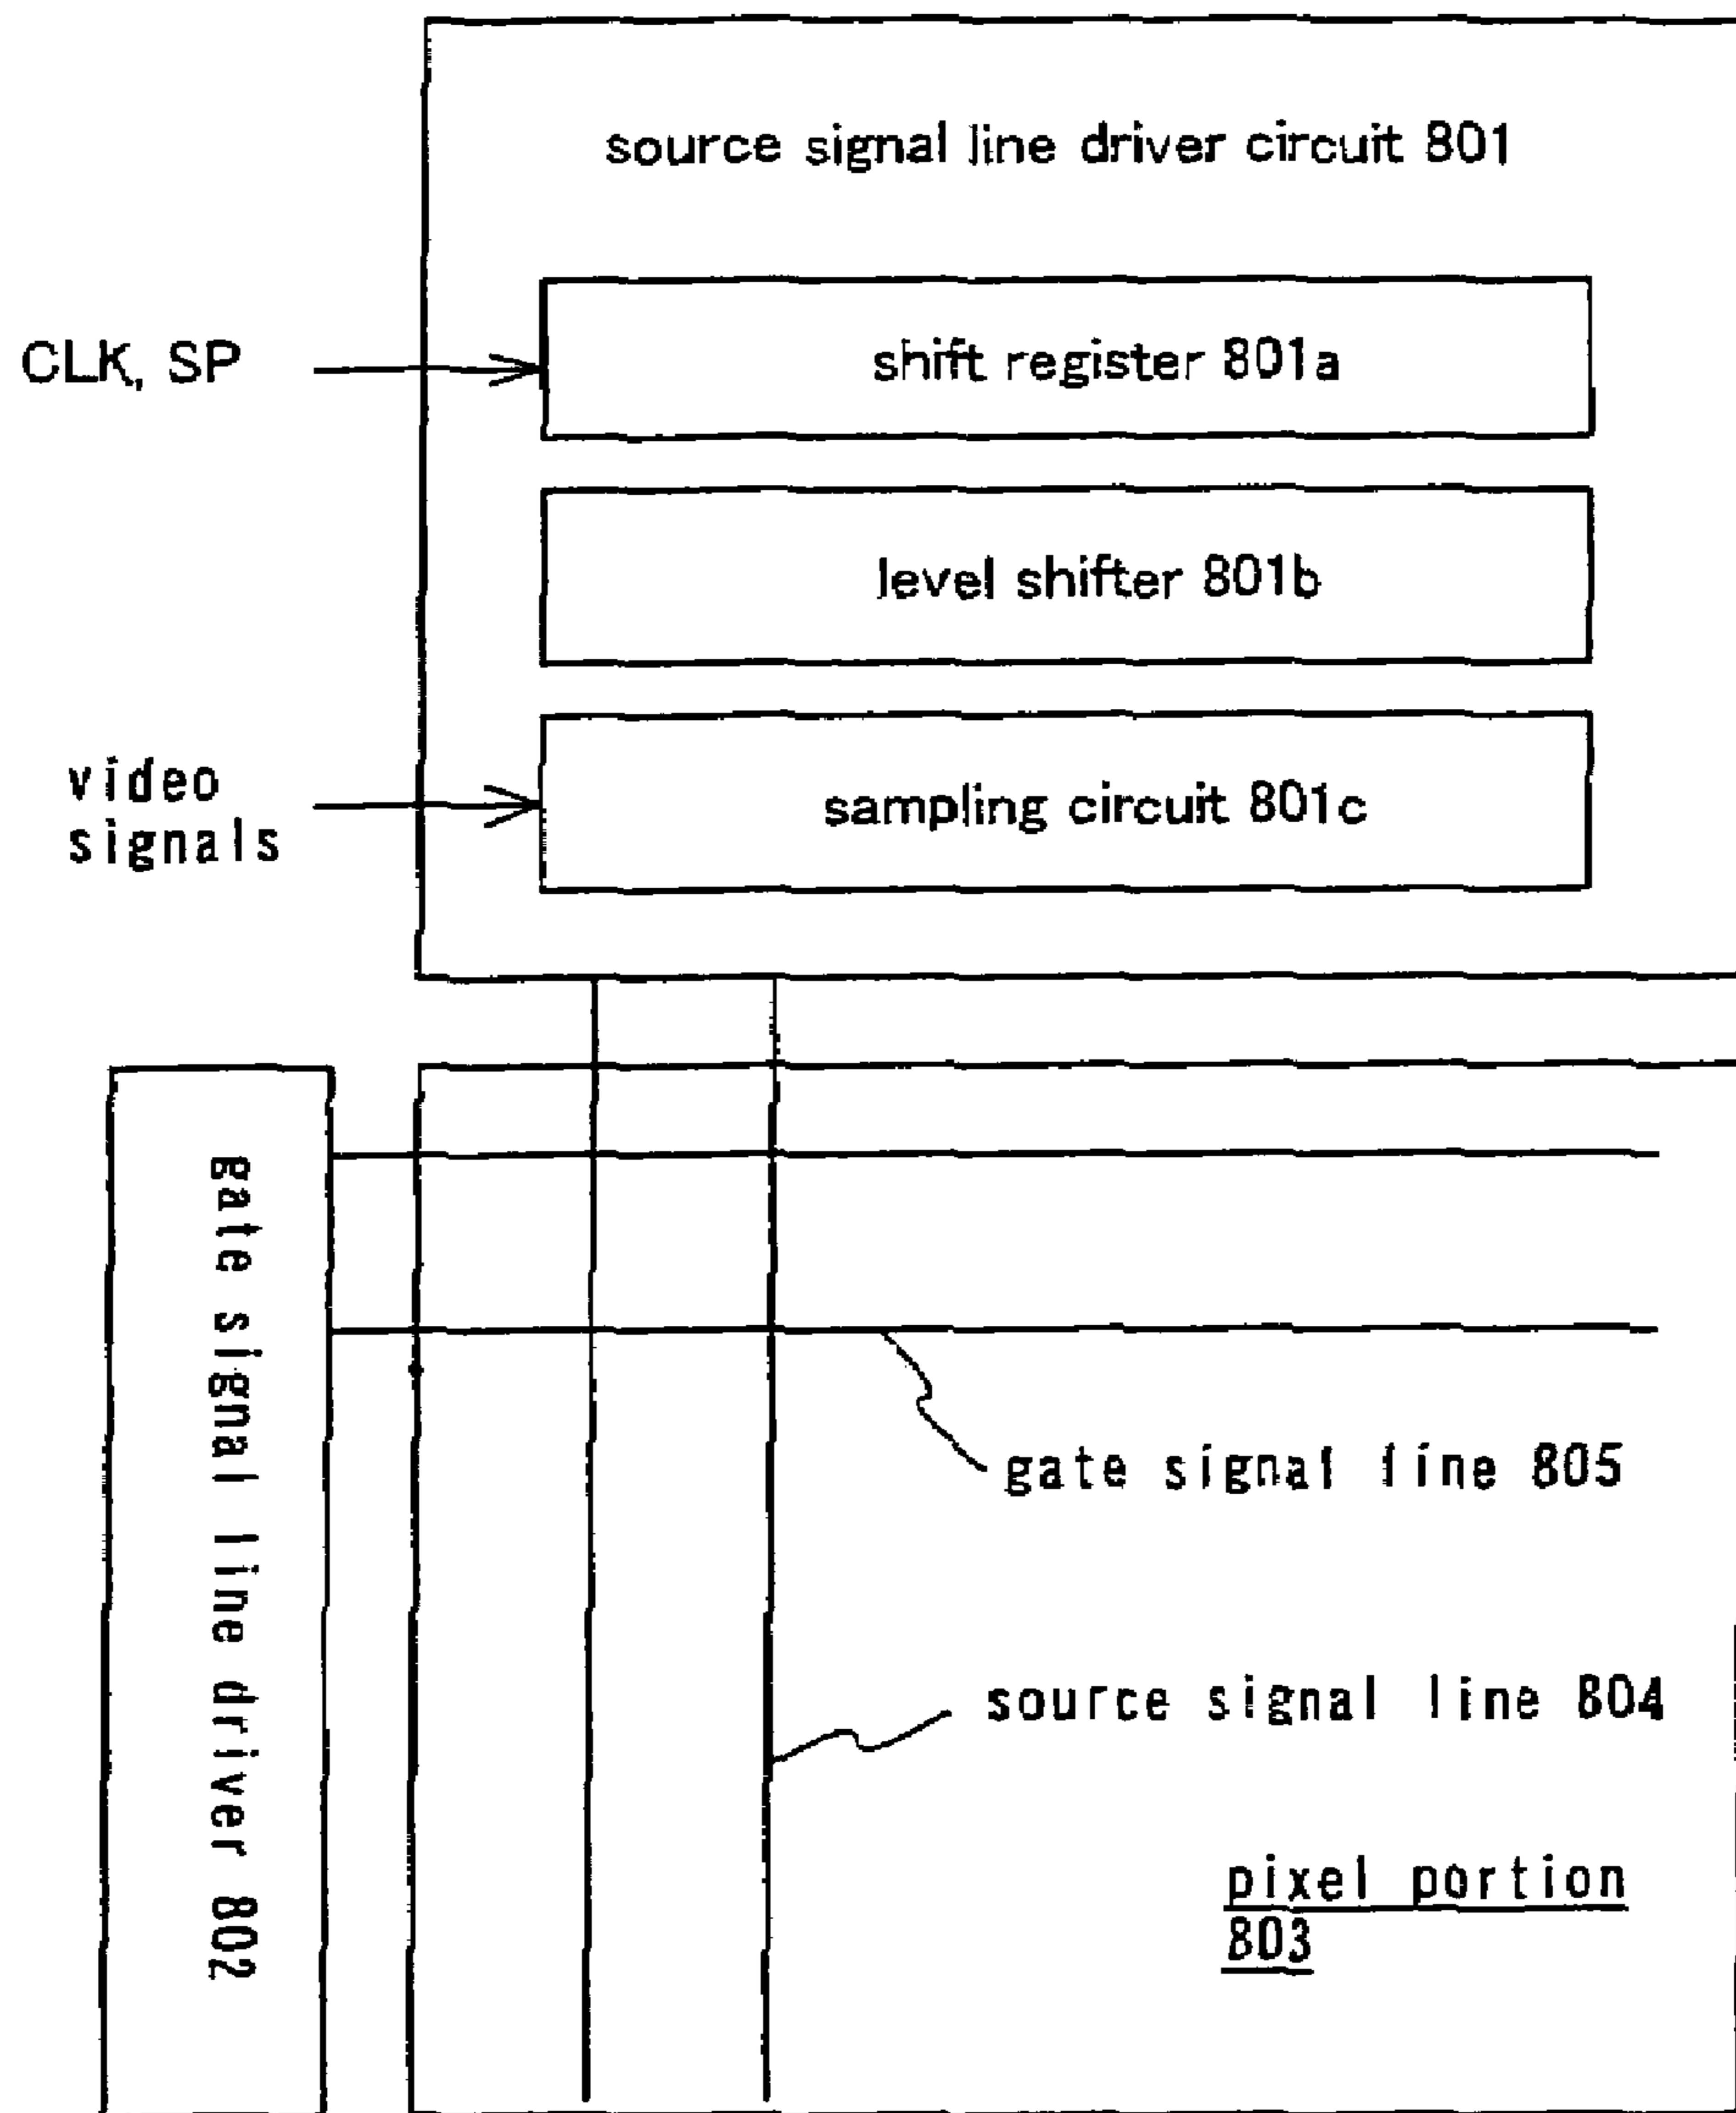 source signal line driver circuit 801
CLK, SP
shift register 801a
level shifter 801b
video
signals
sampling circuit 801c
gate signal line driver 802
gate signal line 805
source signal line 804
pixel portion
803